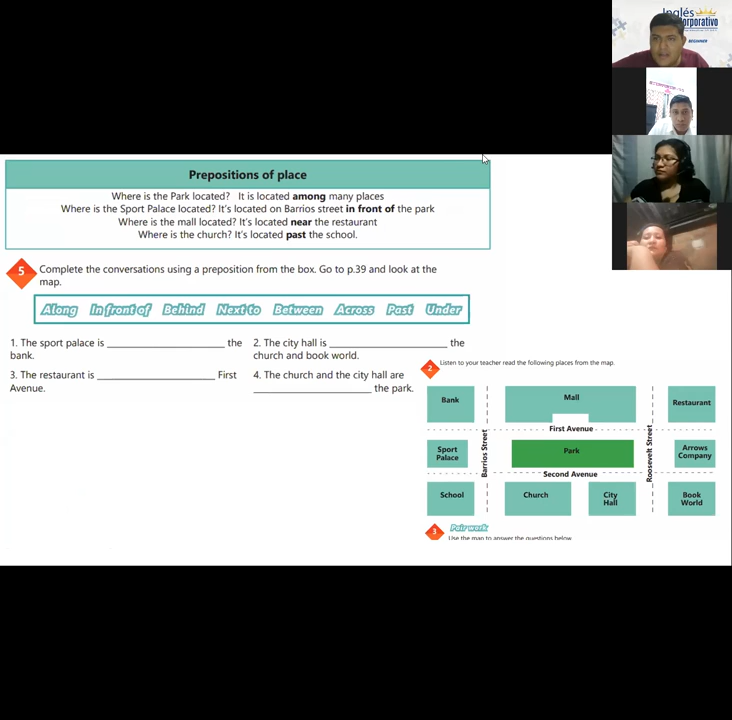 Inglés
orporativo
BEGINNER
Prepositions of place
Where is the Park located? It is located among many places
Where is the Sport Palace located? It's located on Barrios street in front of the park
Where is the mall located? It's located near the restaurant
Where is the church? It's located past the school.
5 Complete the conversations using a preposition from the box. Go to p.39 and look at the
map.
Along In front of Behind Next to Between Across Past Under
1. The sport palace is ______________________ the
bank.
2. The city hall is ______________________ the
church and book world.
3. The restaurant is ______________________ First
Avenue.
4. The church and the city hall are
______________________ the park.
2 Listen to your teacher read the following places from the map.
Bank
Mall
Restaurant
First Avenue
Barrios Street
Roosevelt Street
Sport
Palace
Park
Arrows
Company
Second Avenue
School
Church
City
Hall
Book
World
3 Pair work
Use the map to answer the questions below